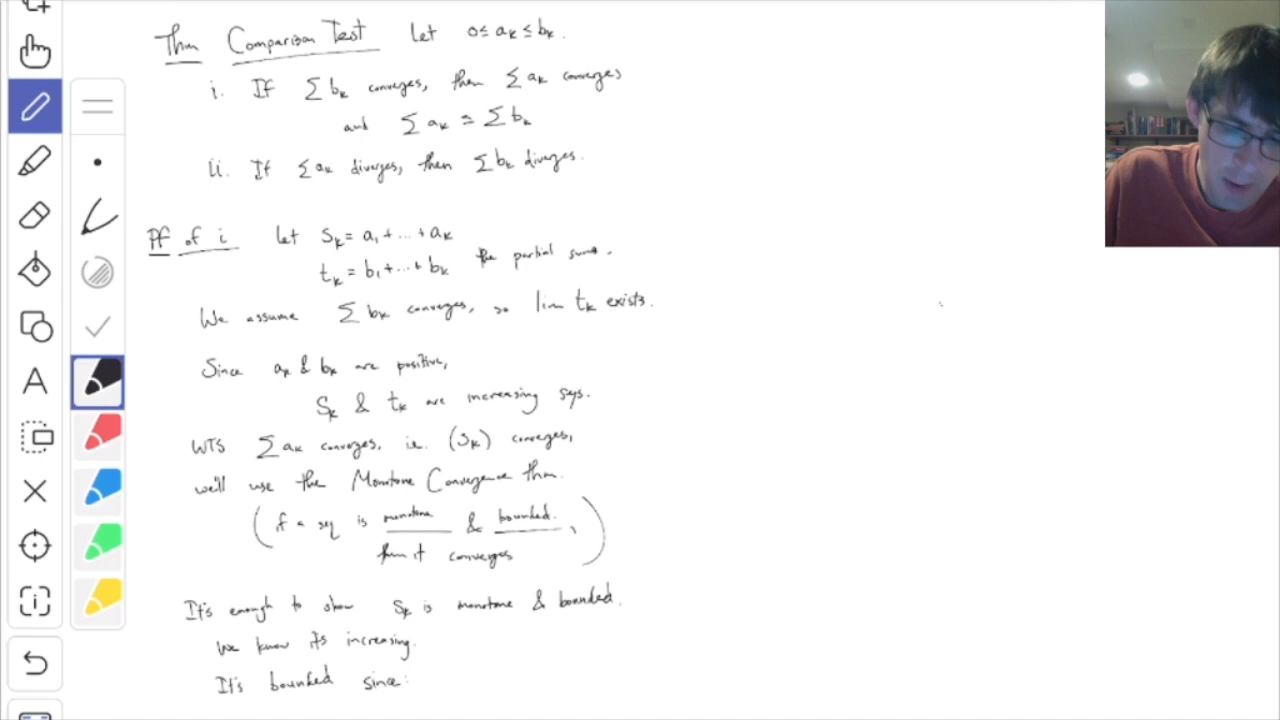 Thm Comparison Test Let 0 ≤ aₖ ≤ bₖ.
i. If ∑ bₖ converges, then ∑ aₖ converges
and ∑ aₖ ≤ ∑ bₖ
ii. If ∑ aₖ diverges, then ∑ bₖ diverges.
Pf of i let Sₖ = a₁ + ... + aₖ
tₖ = b₁ + ... + bₖ the partial sums.
We assume ∑ bₖ converges, so lim tₖ exists.
Since aₖ & bₖ are positive,
Sₖ & tₖ are increasing seqs.
WTS ∑ aₖ converges, i.e. (Sₖ) converges,
we'll use the Monotone Convergence thm.
(if a seq is monotone & bounded,
then it converges)
It's enough to show Sₖ is monotone & bounded.
We know its increasing.
It's bounded since:
A